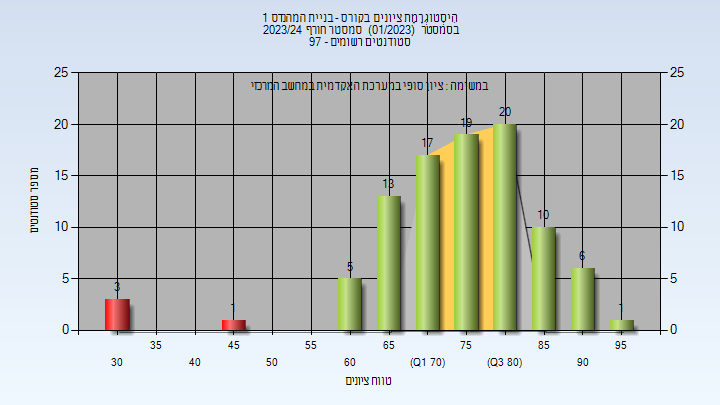 היסטוגרמת ציונים בקורס - בניית המהנדס 1
בסמסטר (01/2023) סמסטר חורף 2023/24
סטודנטים רשומים - 97
במשימה : ציון סופי במערכת האקדמית במחשב המרכזי
25 25
20 20
15 15
10 10
5 5
0 0
מספר סטודנטים
3 1 5 13 17 19 20 10 6 1
35 45 55 65 75 85 95
30 40 50 60 (Q1 70) (Q3 80) 90
טווח ציונים